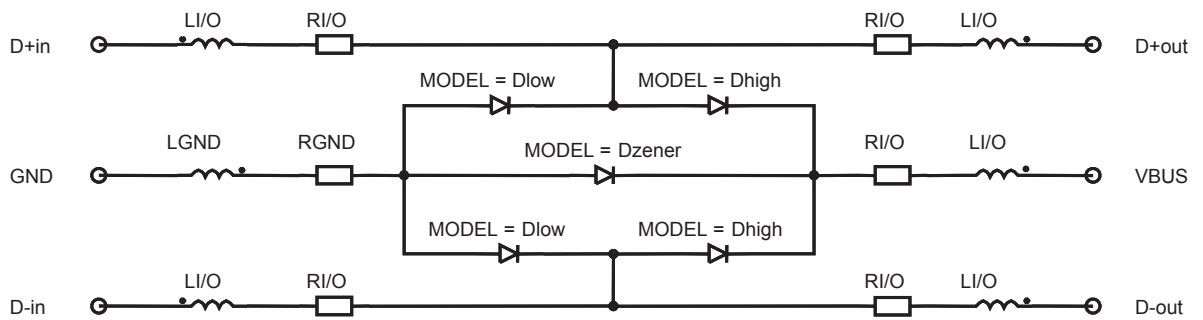 LI/O RI/O RI/O LI/O
D+in D+out
MODEL = Dlow MODEL = Dhigh
LGND RGND MODEL = Dzener RI/O LI/O
GND VBUS
MODEL = Dlow MODEL = Dhigh
LI/O RI/O RI/O LI/O
D-in D-out